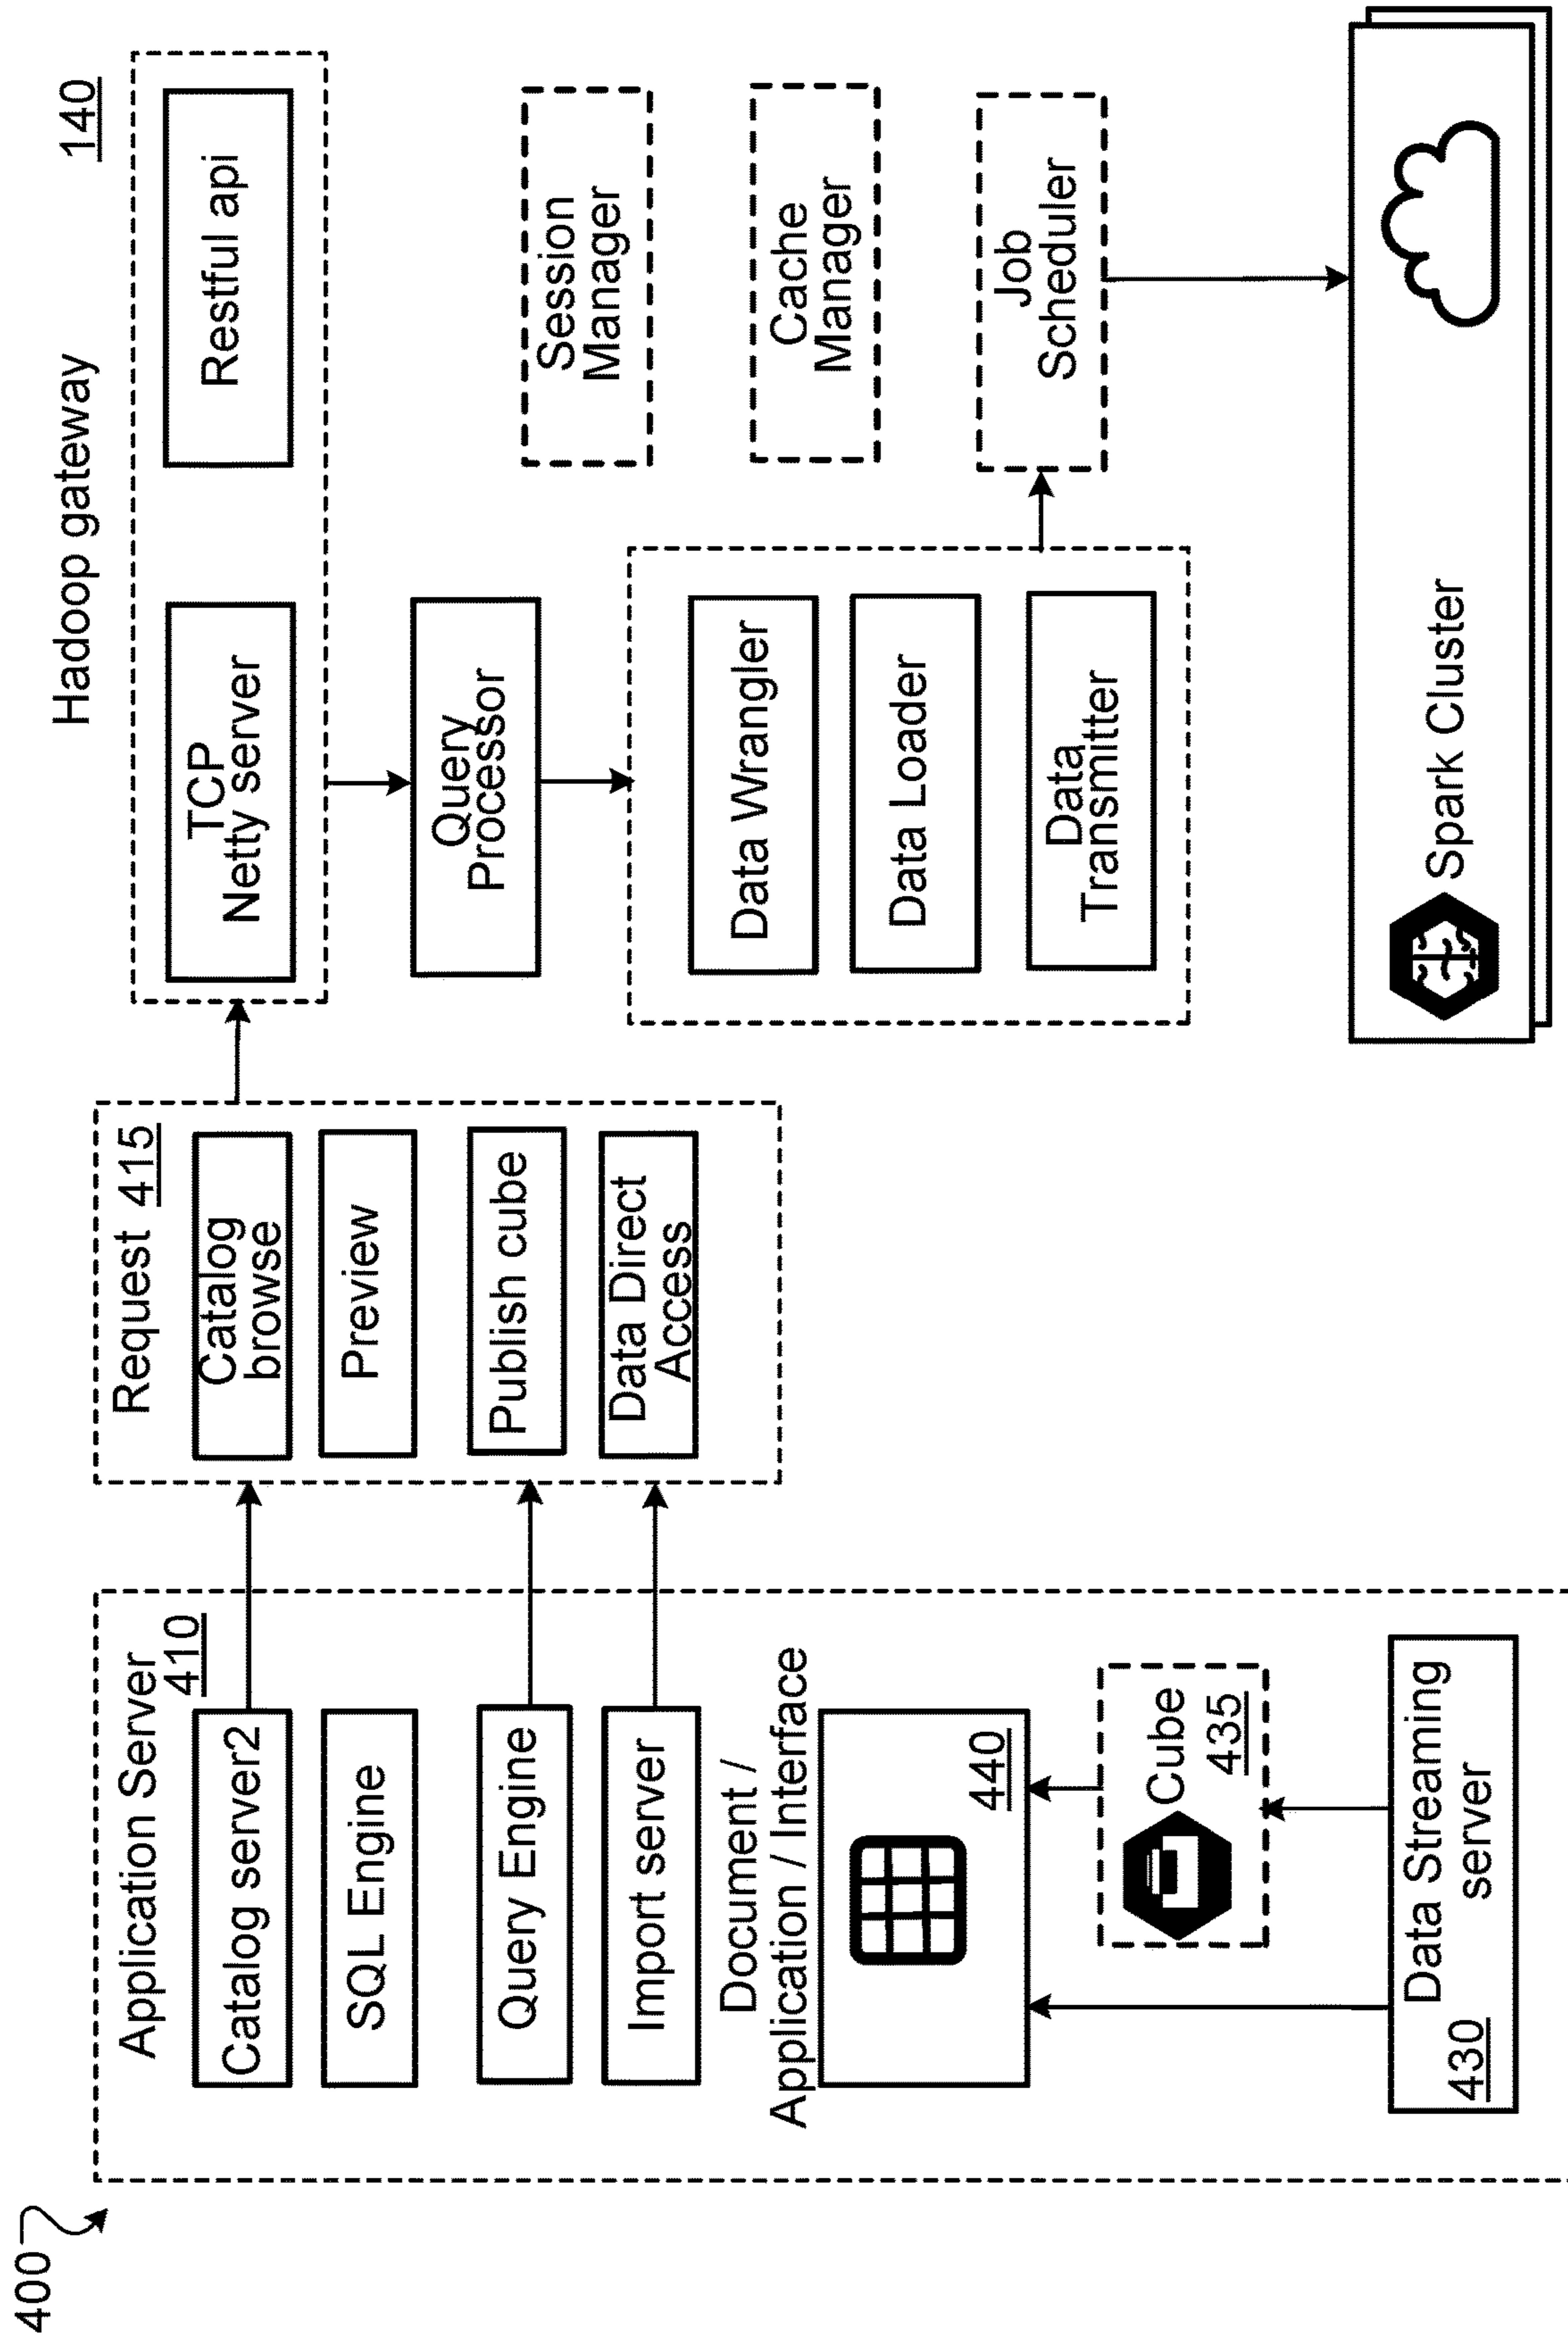 400
Application Server
410
Catalog server2
SQL Engine
Query Engine
Import server
Document /
Application / Interface
440
Cube
435
Data Streaming
server
430
Request 415
Catalog
browse
Preview
Publish cube
Data Direct
Access
Hadoop gateway
140
TCP
Netty server
Restful api
Query
Processor
Session
Manager
Data Wrangler
Cache
Manager
Data Loader
Data
Transmitter
Job
Scheduler
Spark Cluster